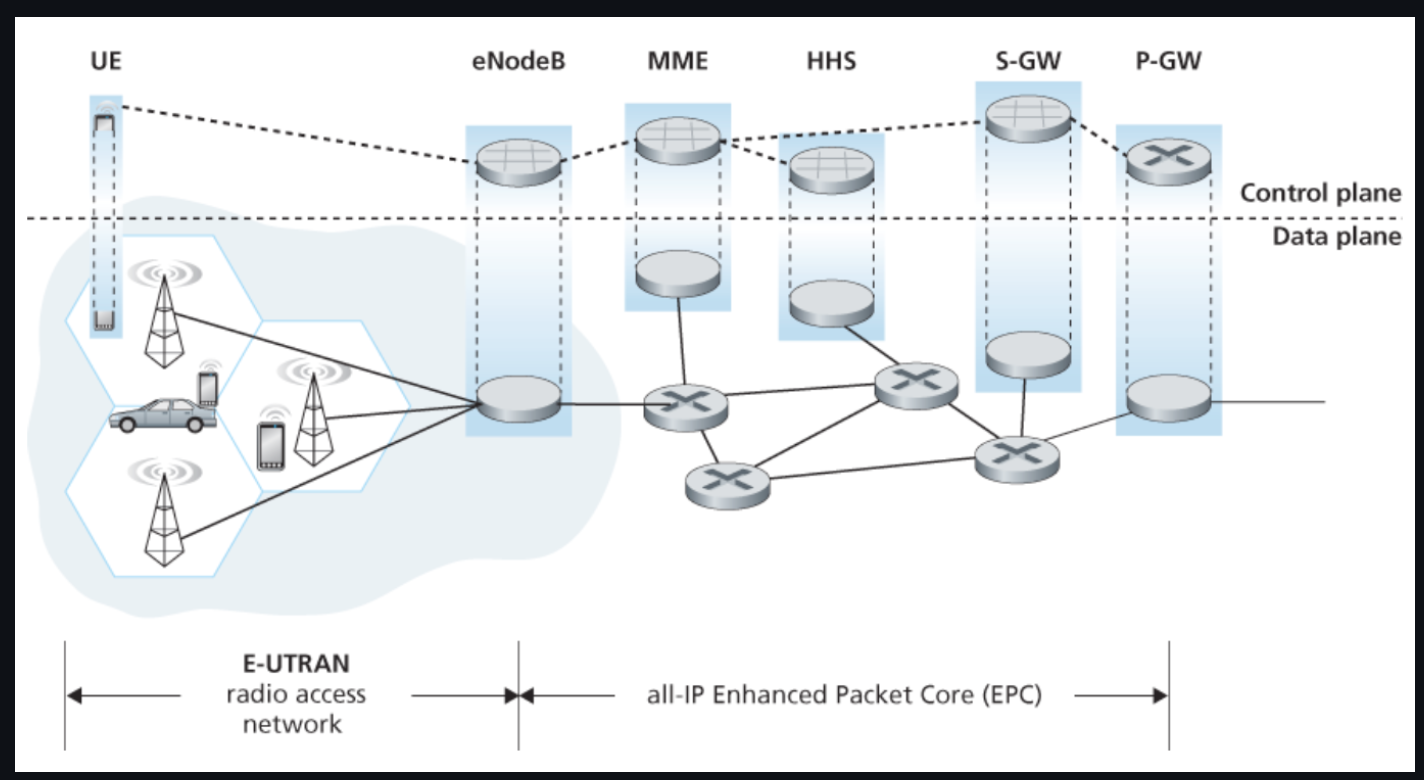 UE
eNodeB
MME
HHS
S-GW
P-GW
Control plane
Data plane
E-UTRAN
radio access
network
all-IP Enhanced Packet Core (EPC)